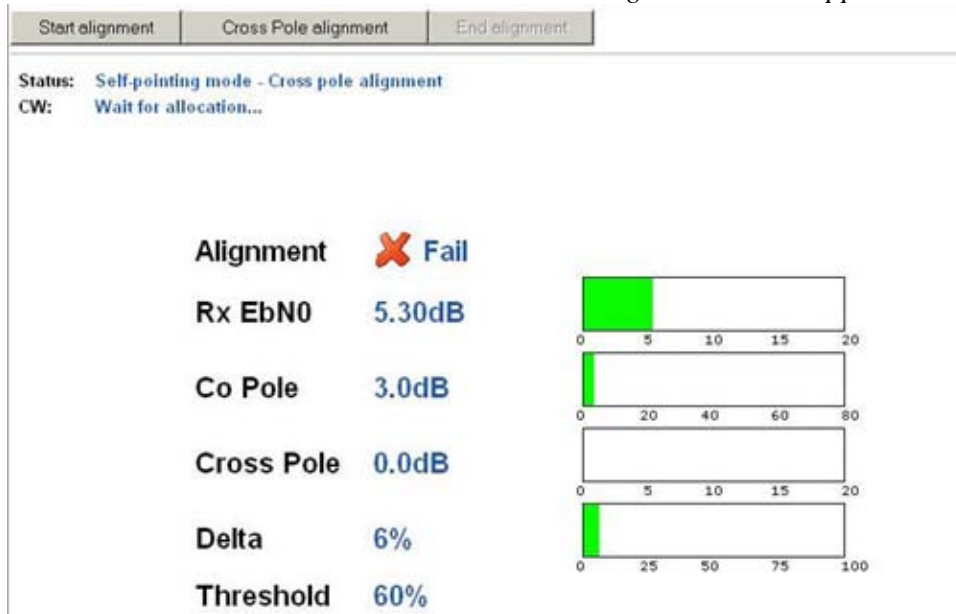 Start alignment Cross Pole alignment End alignment
Status: Self-pointing mode - Cross pole alignment
CW: Wait for allocation...
Alignment Fail
Rx EbN0 5.30dB
0 5 10 15 20
Co Pole 3.0dB
0 20 40 60 80
Cross Pole 0.0dB
0 5 10 15 20
Delta 6%
0 25 50 75 100
Threshold 60%